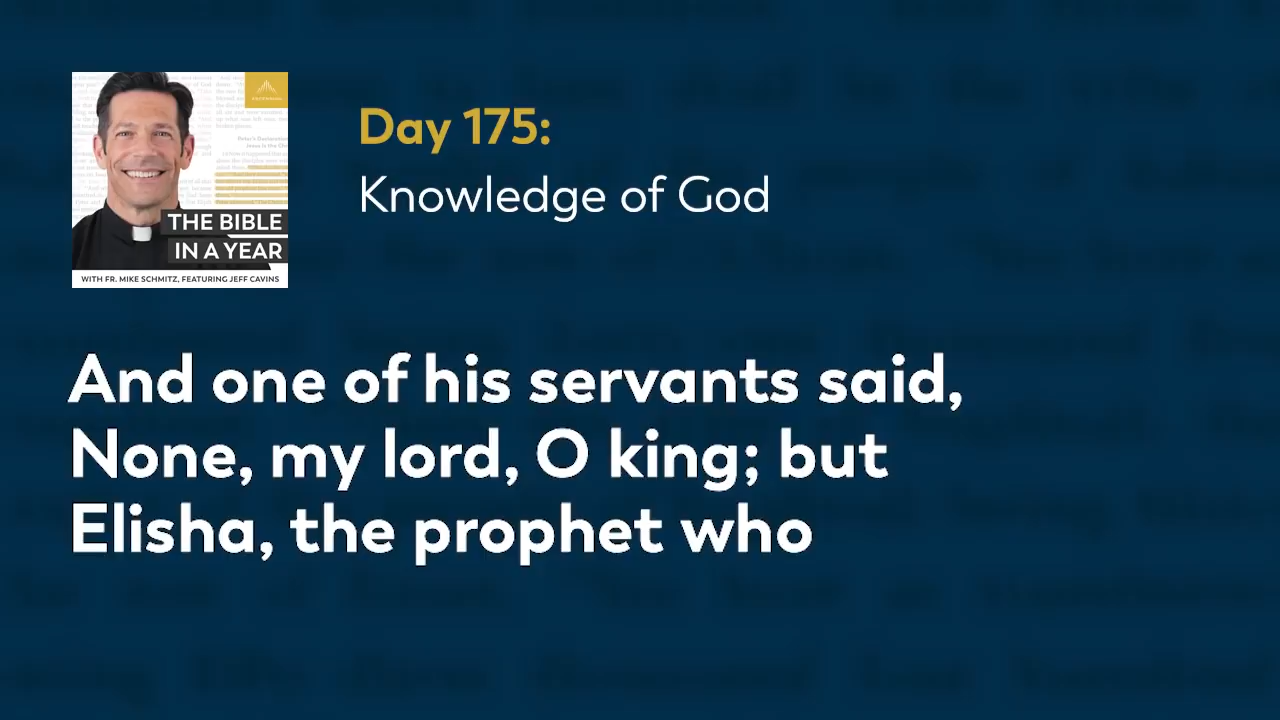 Day 175:
Knowledge of God
THE BIBLE
IN A YEAR
WITH FR. MIKE SCHMITZ, FEATURING JEFF CAVINS
And one of his servants said,
None, my lord, O king; but
Elisha, the prophet who